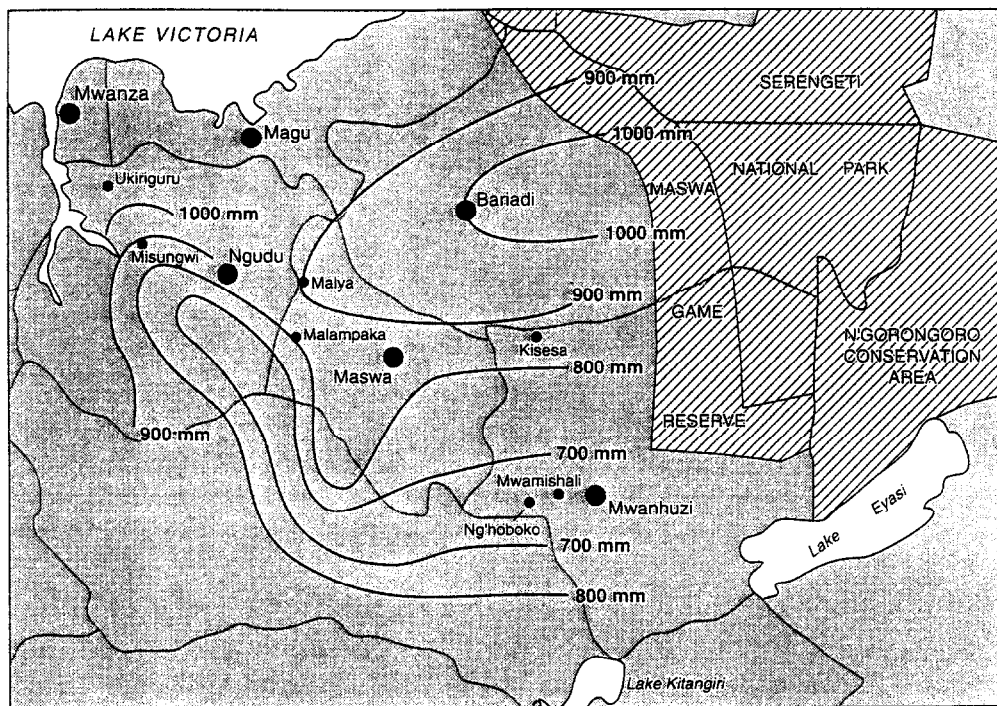 LAKE VICTORIA
900 mm
SERENGETI
Mwanza
Magu
1000 mm
NATIONAL PARK
Ukiriguru
MASWA
Bariadi
1000 mm
1000 mm
Misungwi
Ngudu
Malya
900 mm
GAME
N'GORONGORO
CONSERVATION
AREA
Malampaka
Kisesa
Maswa
800 mm
RESERVE
900 mm
700 mm
Mwamishali
Mwanhuzi
Ng'hoboko
Lake Eyasi
700 mm
800 mm
Lake Kitangiri